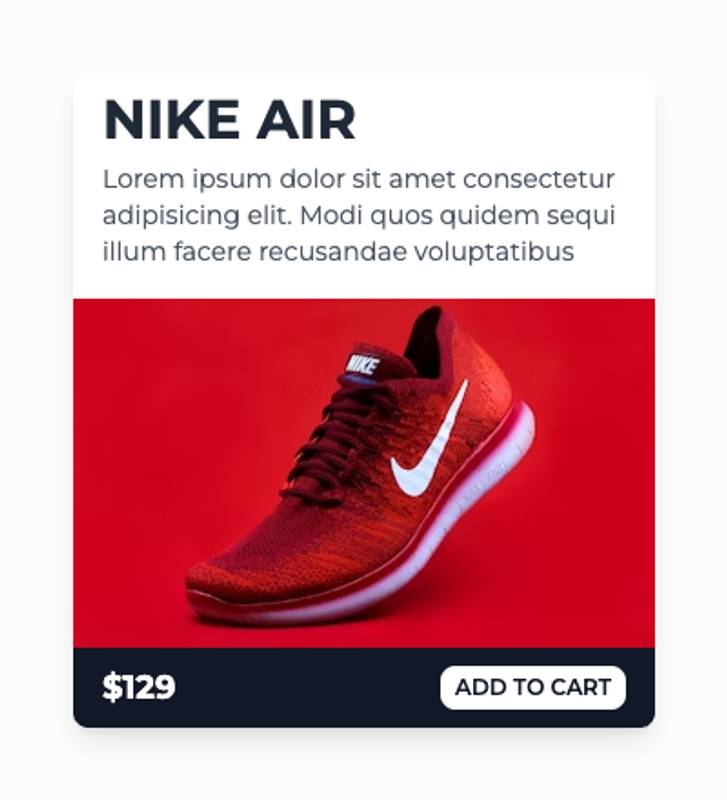 NIKE AIR
Lorem ipsum dolor sit amet consectetur
adipisicing elit. Modi quos quidem sequi
illum facere recusandae voluptatibus
NIKE
$129
ADD TO CART